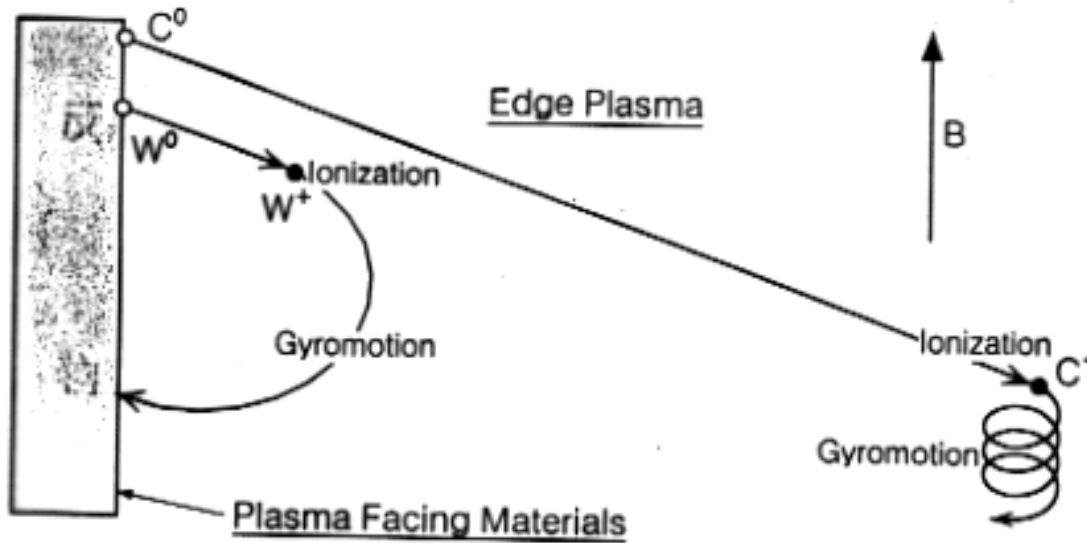 C⁰
Edge Plasma
B
W⁰
Ionization
W⁺
Gyromotion
Ionization
C⁺
Gyromotion
Plasma Facing Materials